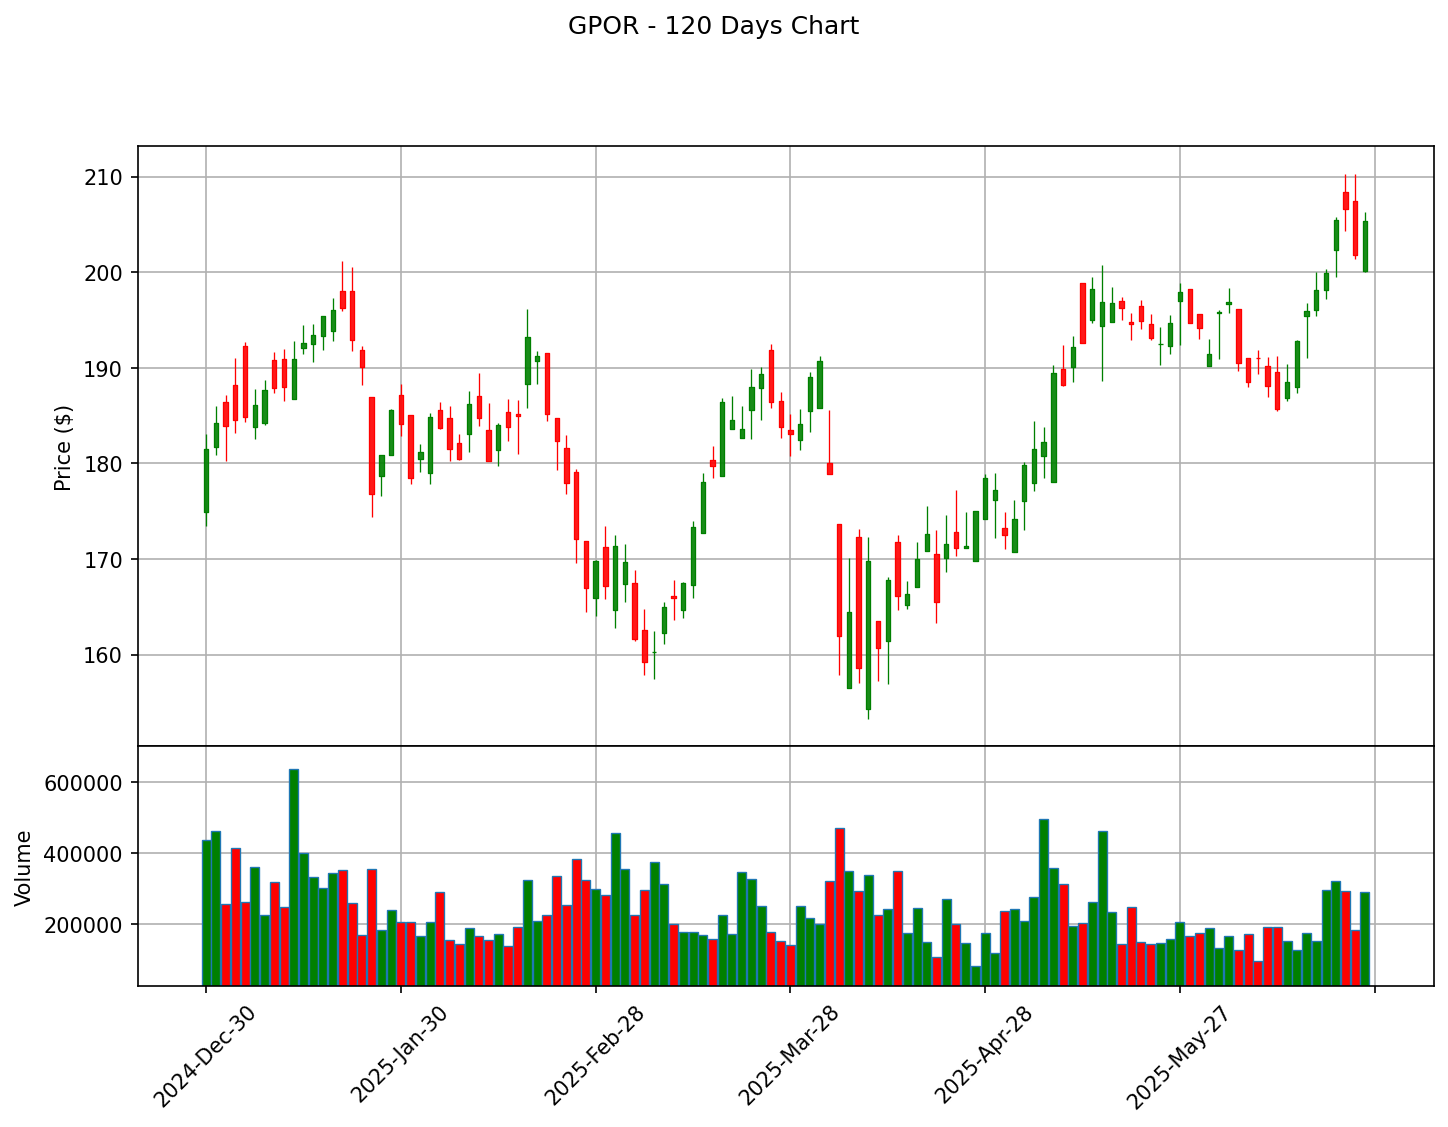 GPOR - 120 Days Chart
Price ($)
210
200
190
180
170
160
Volume
600000
400000
200000
2024-Dec-30
2025-Jan-30
2025-Feb-28
2025-Mar-28
2025-Apr-28
2025-May-27